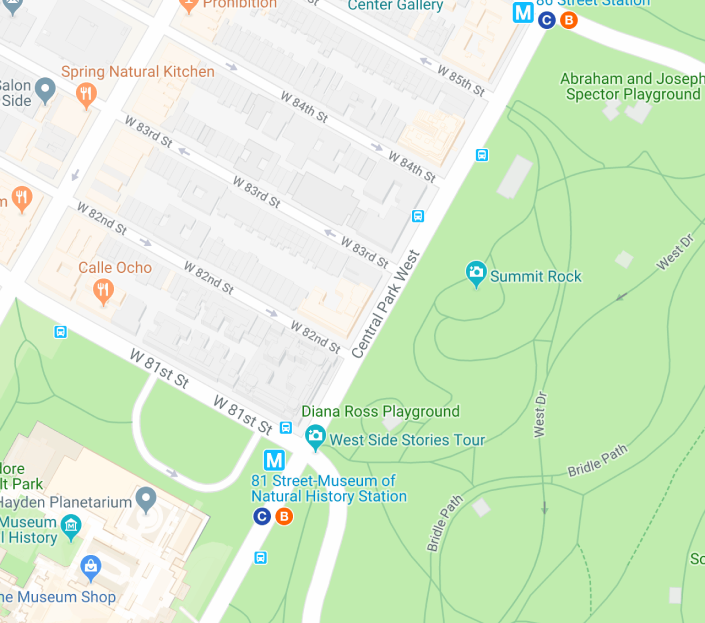 Prohibition
Center Gallery
86 Street Station
M
C
B
Spring Natural Kitchen
W 85th St
Abraham and Joseph
Spector Playground
Salon
Side
W 84th St
W 84th St
W 83rd St
W 83rd St
W 83rd St
W 82nd St
W 82nd St
W 82nd St
Calle Ocho
Central Park West
Summit Rock
West Dr
West Dr
W 81st St
W 81st St
Diana Ross Playground
West Side Stories Tour
M
81 Street-Museum of
Natural History Station
C
B
Bridle Path
Bridle Path
lt Park
Hayden Planetarium
Museum
l History
Museum Shop